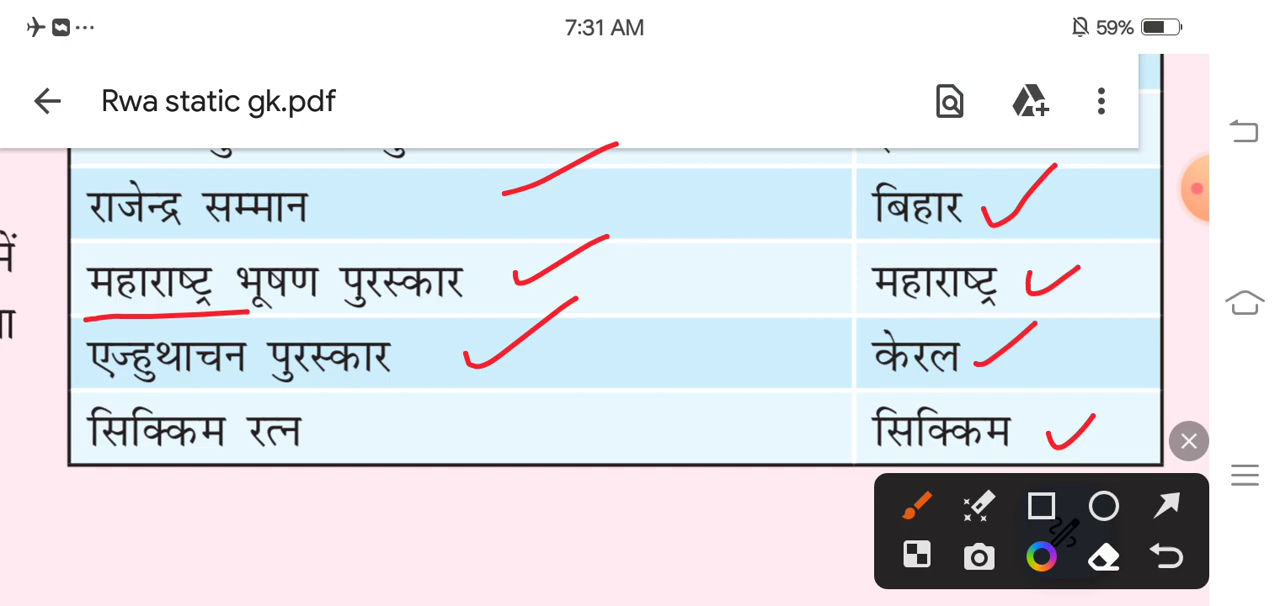 7:31 AM
59%
Rwa static gk.pdf
राजेन्द्र सम्मान बिहार
में
महाराष्ट्र भूषण पुरस्कार महाराष्ट्र
एज्हुथाचन पुरस्कार केरल
सिक्किम रत्न सिक्किम